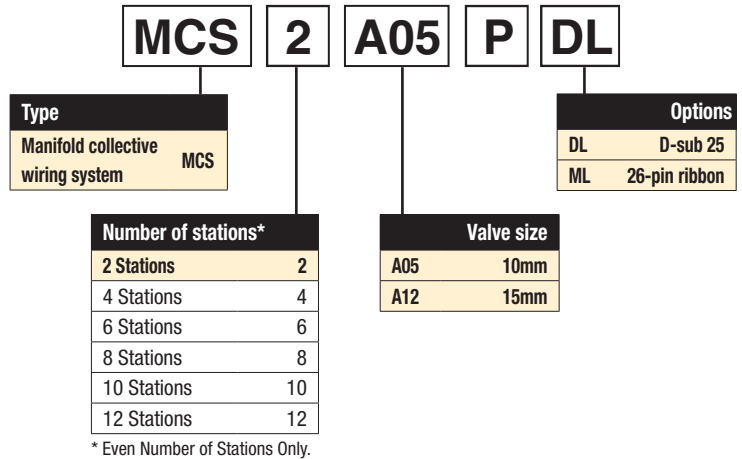 MCS 2 A05 P DL
Type
Manifold collective
wiring system MCS
Options
DL D-sub 25
ML 26-pin ribbon
Number of stations*
2 Stations 2
4 Stations 4
6 Stations 6
8 Stations 8
10 Stations 10
12 Stations 12
* Even Number of Stations Only.
Valve size
A05 10mm
A12 15mm